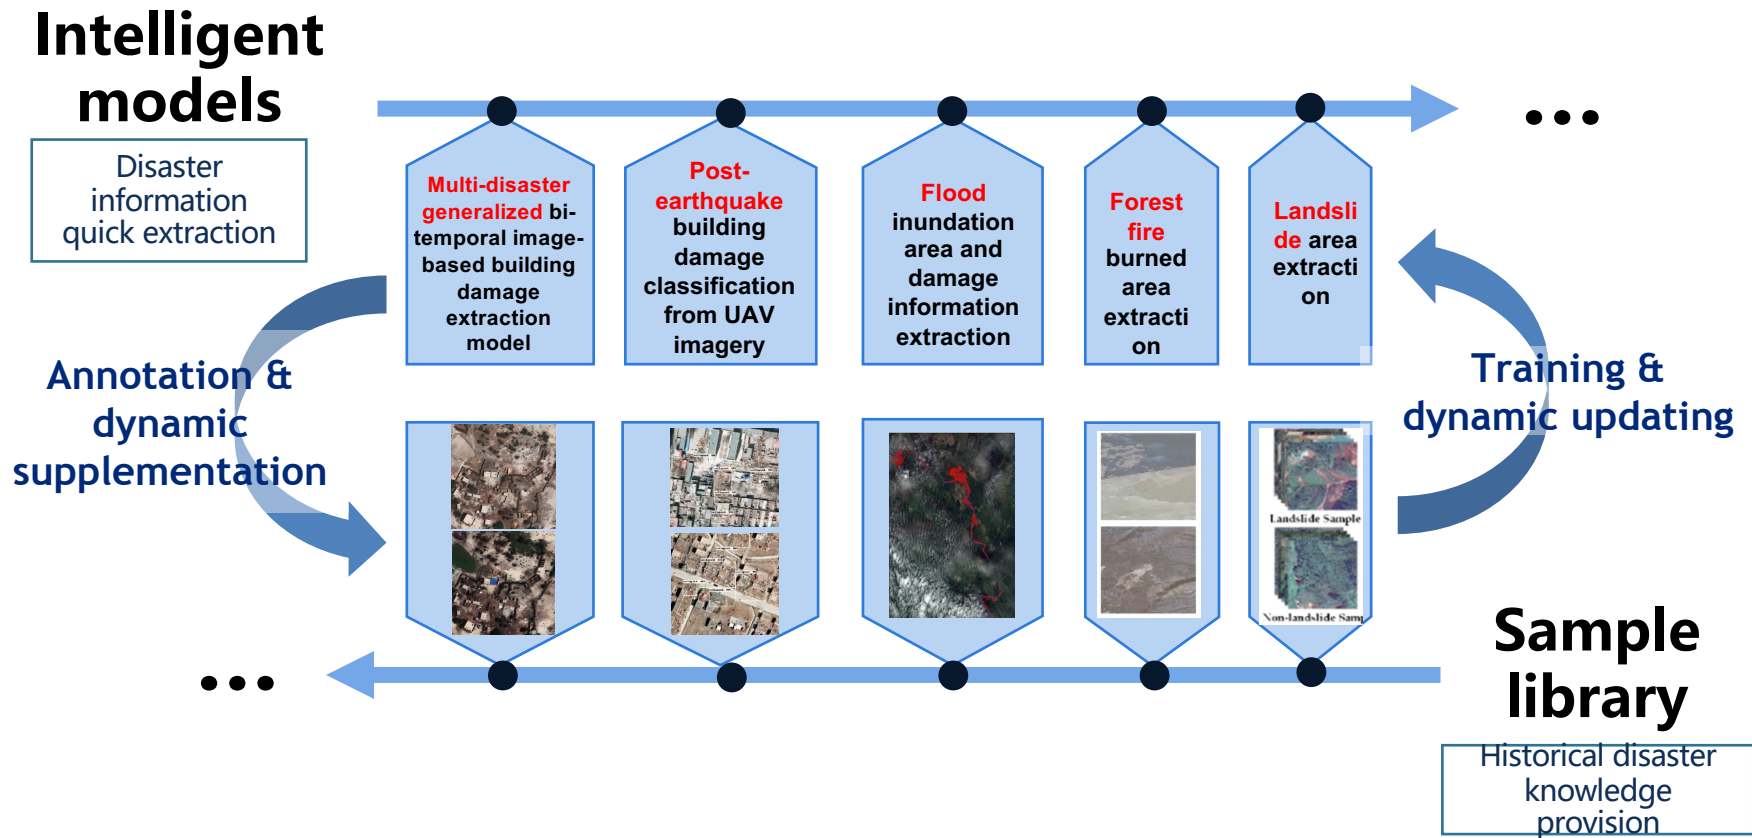 Intelligent
models
Disaster
information
quick extraction
Multi-disaster
generalized bi-
temporal image-
based building
damage
extraction
model
Post-
earthquake
building
damage
classification
from UAV
imagery
Flood
inundation
area and
damage
information
extraction
Forest
fire
burned
area
extracti
on
Landsli
de area
extracti
on
...
Annotation &
dynamic
supplementation
Training &
dynamic updating
Landslide Sample
Non-landslide Samp
...
Sample
library
Historical disaster
knowledge
provision